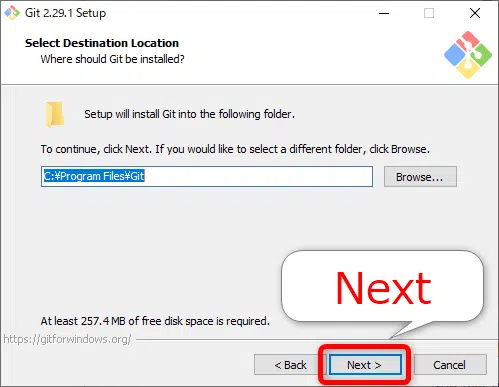 Git 2.29.1 Setup
Select Destination Location
Where should Git be installed?
Setup will install Git into the following folder.
To continue, click Next. If you would like to select a different folder, click Browse.
C:¥Program Files¥Git
Browse...
Next
At least 257.4 MB of free disk space is required.
https://gitforwindows.org/
< Back
Next >
Cancel